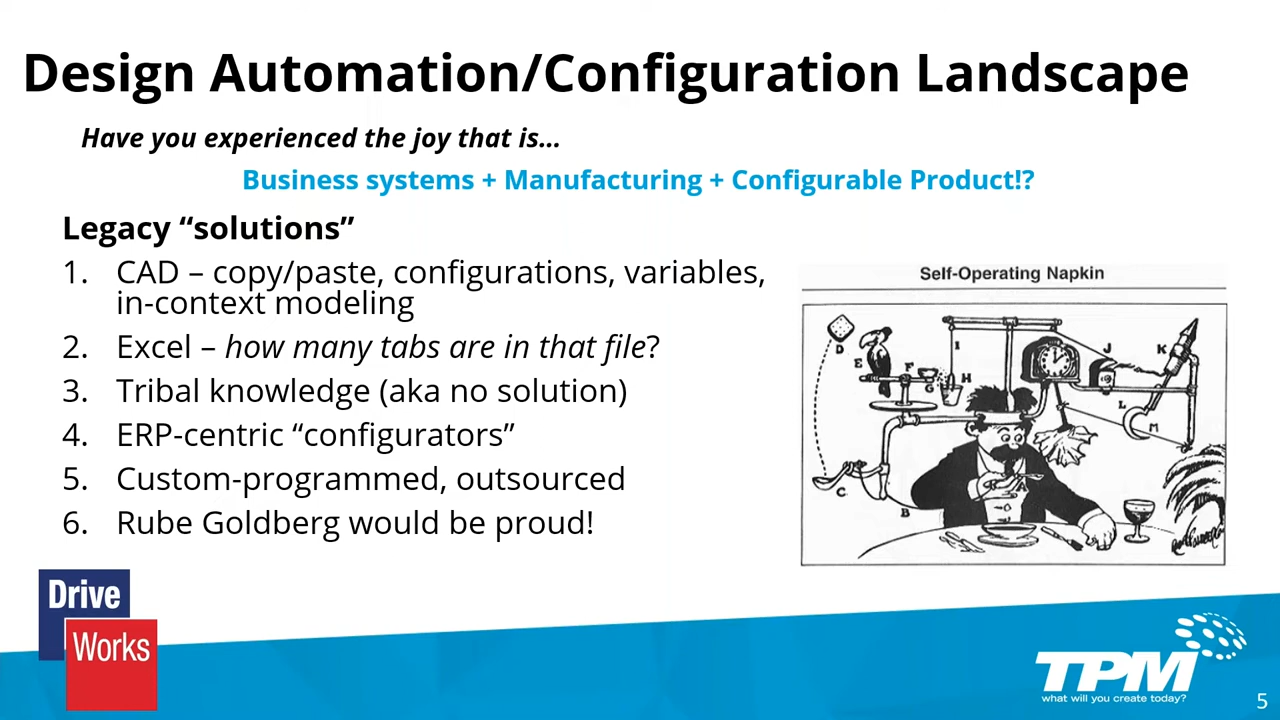 Design Automation/Configuration Landscape
Have you experienced the joy that is...
Business systems + Manufacturing + Configurable Product!?
Legacy “solutions”
1. CAD – copy/paste, configurations, variables,
in-context modeling
2. Excel – how many tabs are in that file?
3. Tribal knowledge (aka no solution)
4. ERP-centric “configurators”
5. Custom-programmed, outsourced
6. Rube Goldberg would be proud!
Self-Operating Napkin
D
E
F
G
H
I
J
K
L
M
A
C
B
Drive
Works
TPM
what will you create today?
5